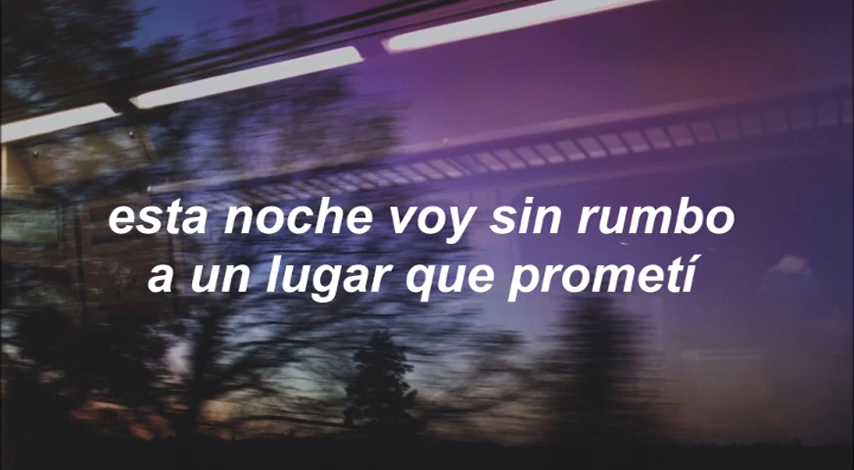 esta noche voy sin rumbo
a un lugar que prometí